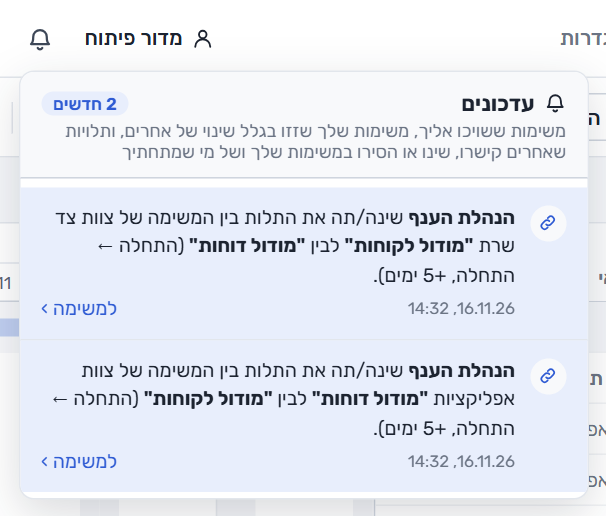 גדרות
מדור פיתוח
עדכונים
2 חדשים
משימות ששויכו אליך, משימות שלך שזזו בגלל שינוי של אחרים, ותלויות
שאחרים קישרו, שינו או הסירו במשימות שלך ושל מי שמתחתיך
הנהלת הענף שינה/תה את התלות בין המשימה של צוות צד
שרת "מודול לקוחות" לבין "מודול דוחות" (התחלה ←
התחלה, +5 ימים).
16.11.26, 14:32
למשימה ›
הנהלת הענף שינה/תה את התלות בין המשימה של צוות
אפליקציות "מודול דוחות" לבין "מודול לקוחות" (התחלה ←
התחלה, +5 ימים).
16.11.26, 14:32
למשימה ›